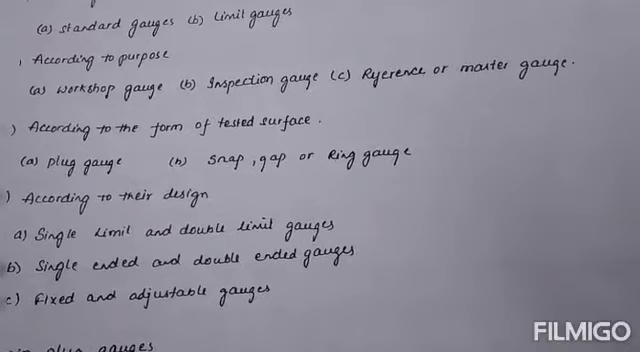 (a) standard gauges (b) Limit gauges
) According to purpose
(a) workshop gauge (b) Inspection gauge (c) Reference or master gauge.
) According to the form of tested surface.
(a) plug gauge (b) snap, gap or Ring gauge
) According to their design
a) Single Limit and double limit gauges
b) Single ended and double ended gauges
c) Fixed and adjustable gauges
plug gauges
FILMIGO